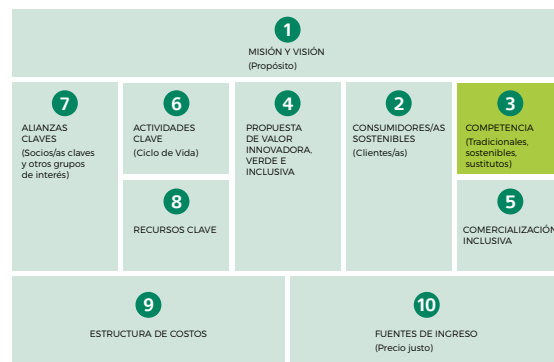 1
MISIÓN Y VISIÓN
(Propósito)
7
ALIANZAS
CLAVES
(Socios/as claves
y otros grupos
de interés)
6
ACTIVIDADES
CLAVE
(Ciclo de Vida)
8
RECURSOS CLAVE
4
PROPUESTA
DE VALOR
INNOVADORA,
VERDE E
INCLUSIVA
2
CONSUMIDORES/AS
SOSTENIBLES
(Clientes/as)
3
COMPETENCIA
(Tradicionales,
sostenibles,
sustitutos)
5
COMERCIALIZACIÓN
INCLUSIVA
9
ESTRUCTURA DE COSTOS
10
FUENTES DE INGRESO
(Precio justo)